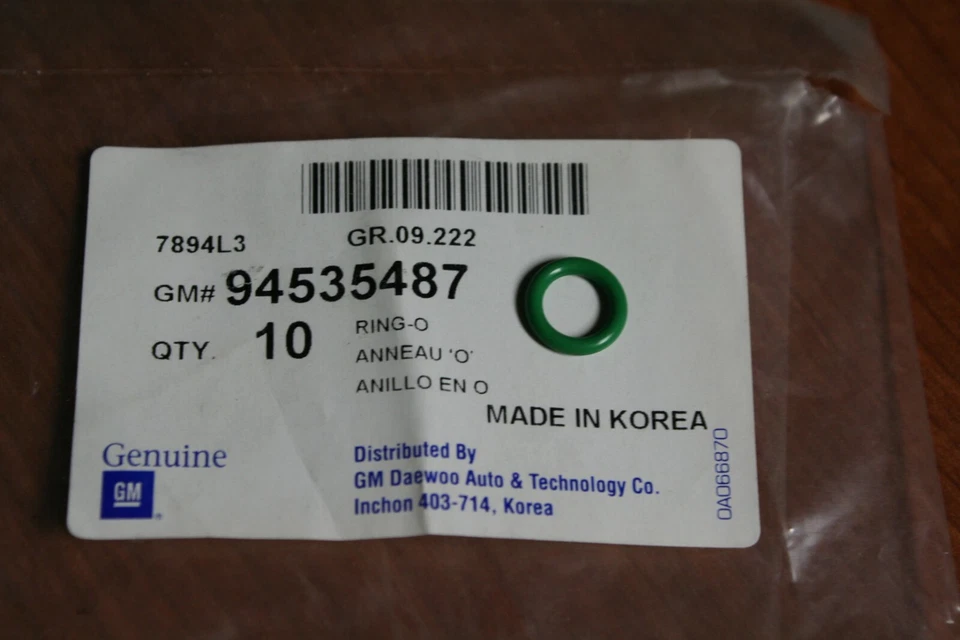 7894L3 GR.09.222
GM# 94535487
QTY. 10
RING-O
ANNEAU 'O'
ANILLO EN O
MADE IN KOREA
Genuine
GM
Distributed By
GM Daewoo Auto & Technology Co.
Inchon 403-714, Korea
0A066870